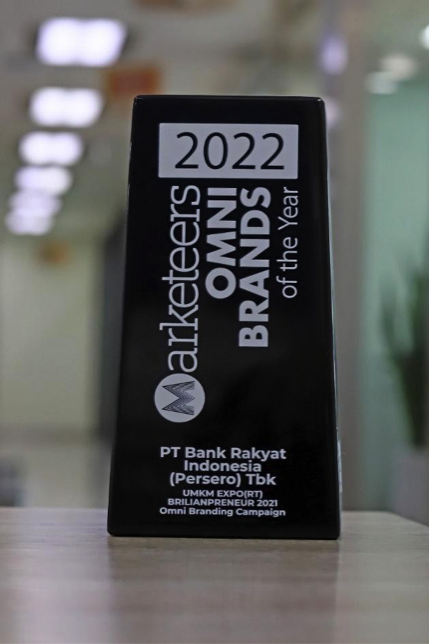 2022
Marketeers
OMNI
BRANDS
of the Year
PT Bank Rakyat
Indonesia
(Persero) Tbk
UMKM EXPO(RT)
BRILIANPRENEUR 2021
Omni Branding Campaign